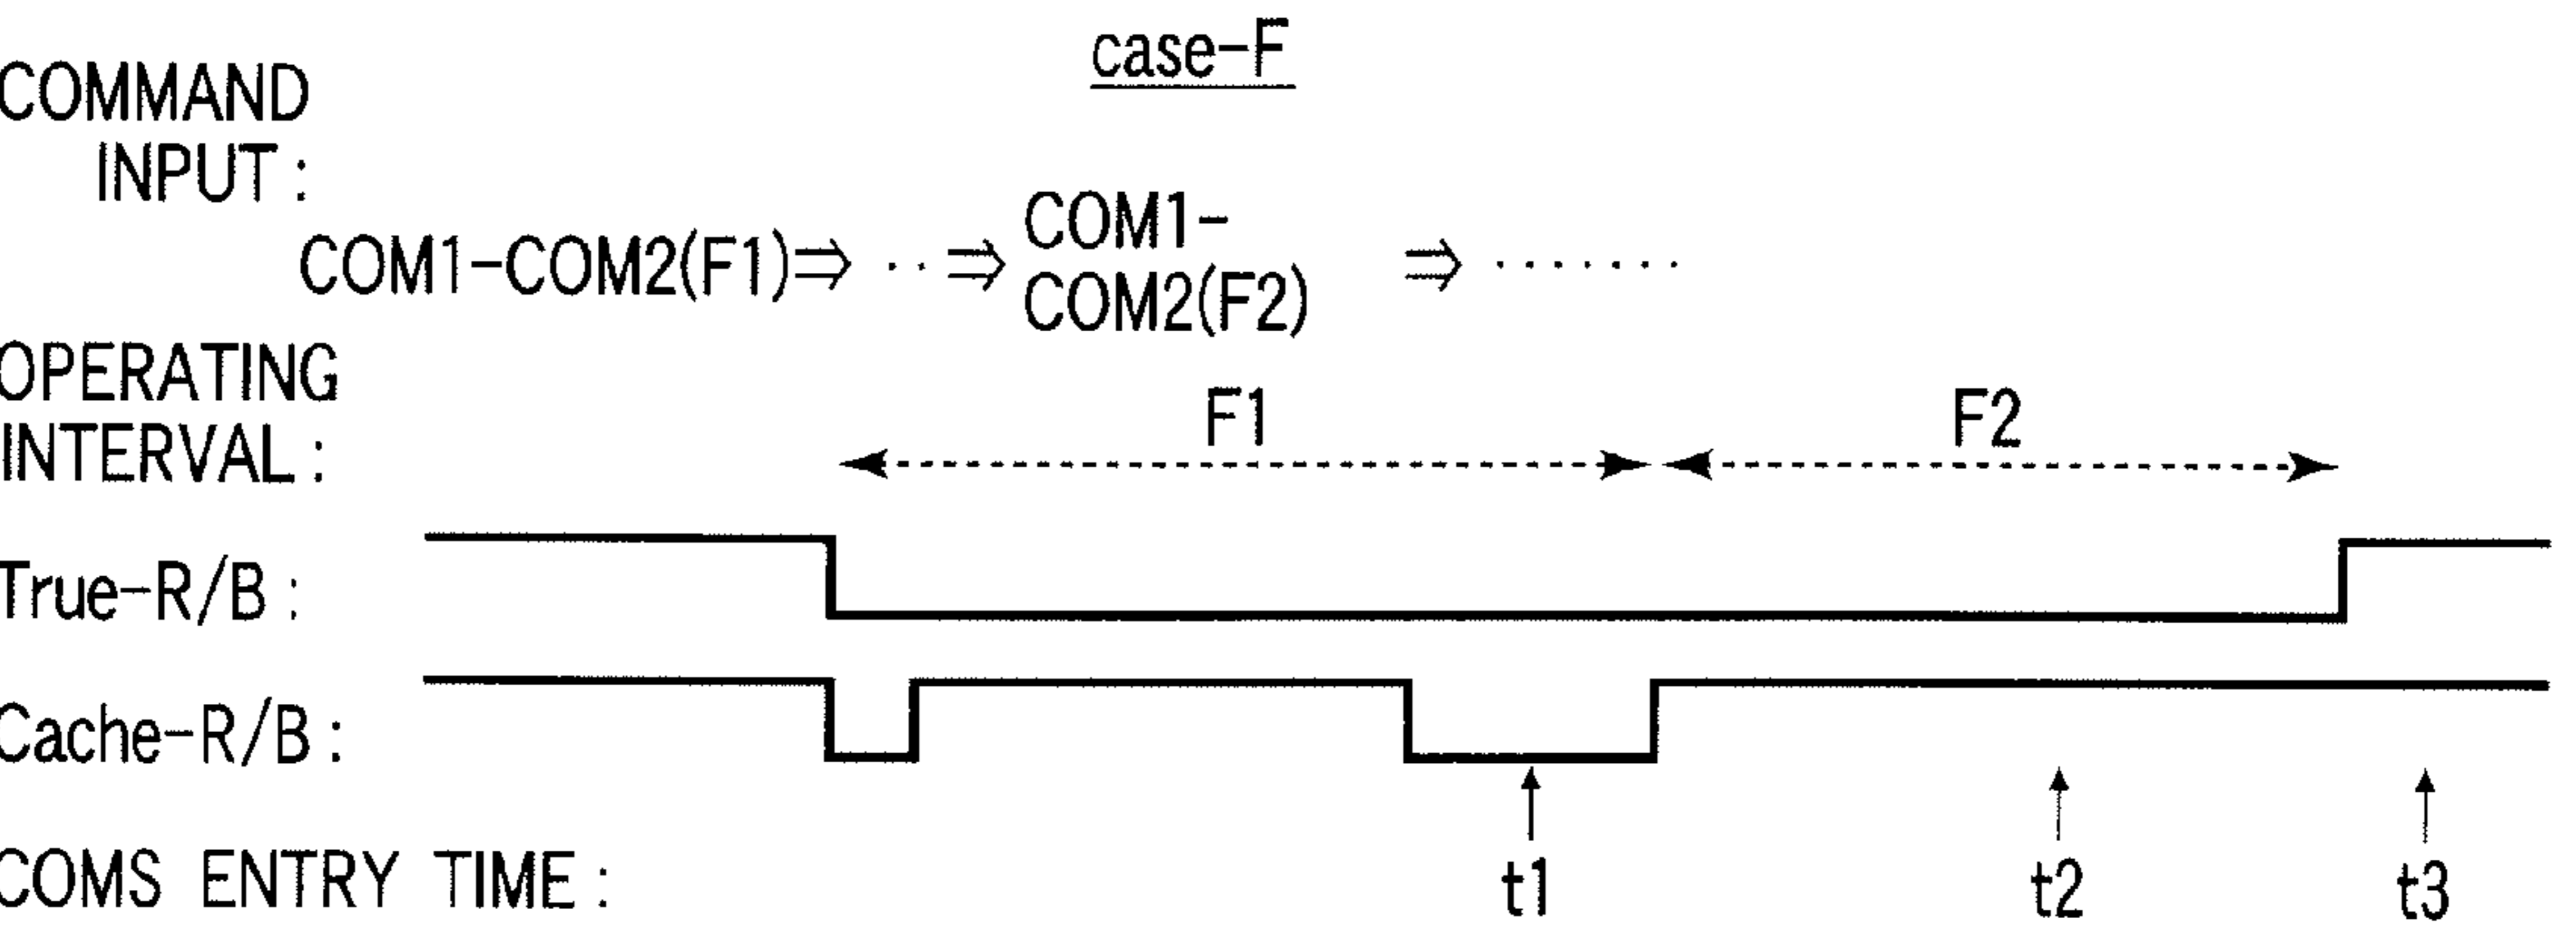 case-F
COMMAND
INPUT :
COM1-COM2(F1)⇒ ‥ ⇒ COM1-
COM2(F2) ⇒ ·······
OPERATING
INTERVAL :
F1 F2
True-R/B :
Cache-R/B :
COMS ENTRY TIME : t1 t2 t3